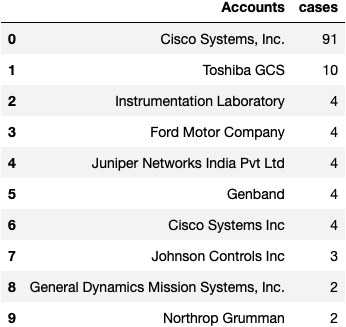 Accounts cases
0 Cisco Systems, Inc. 91
1 Toshiba GCS 10
2 Instrumentation Laboratory 4
3 Ford Motor Company 4
4 Juniper Networks India Pvt Ltd 4
5 Genband 4
6 Cisco Systems Inc 4
7 Johnson Controls Inc 3
8 General Dynamics Mission Systems, Inc. 2
9 Northrop Grumman 2